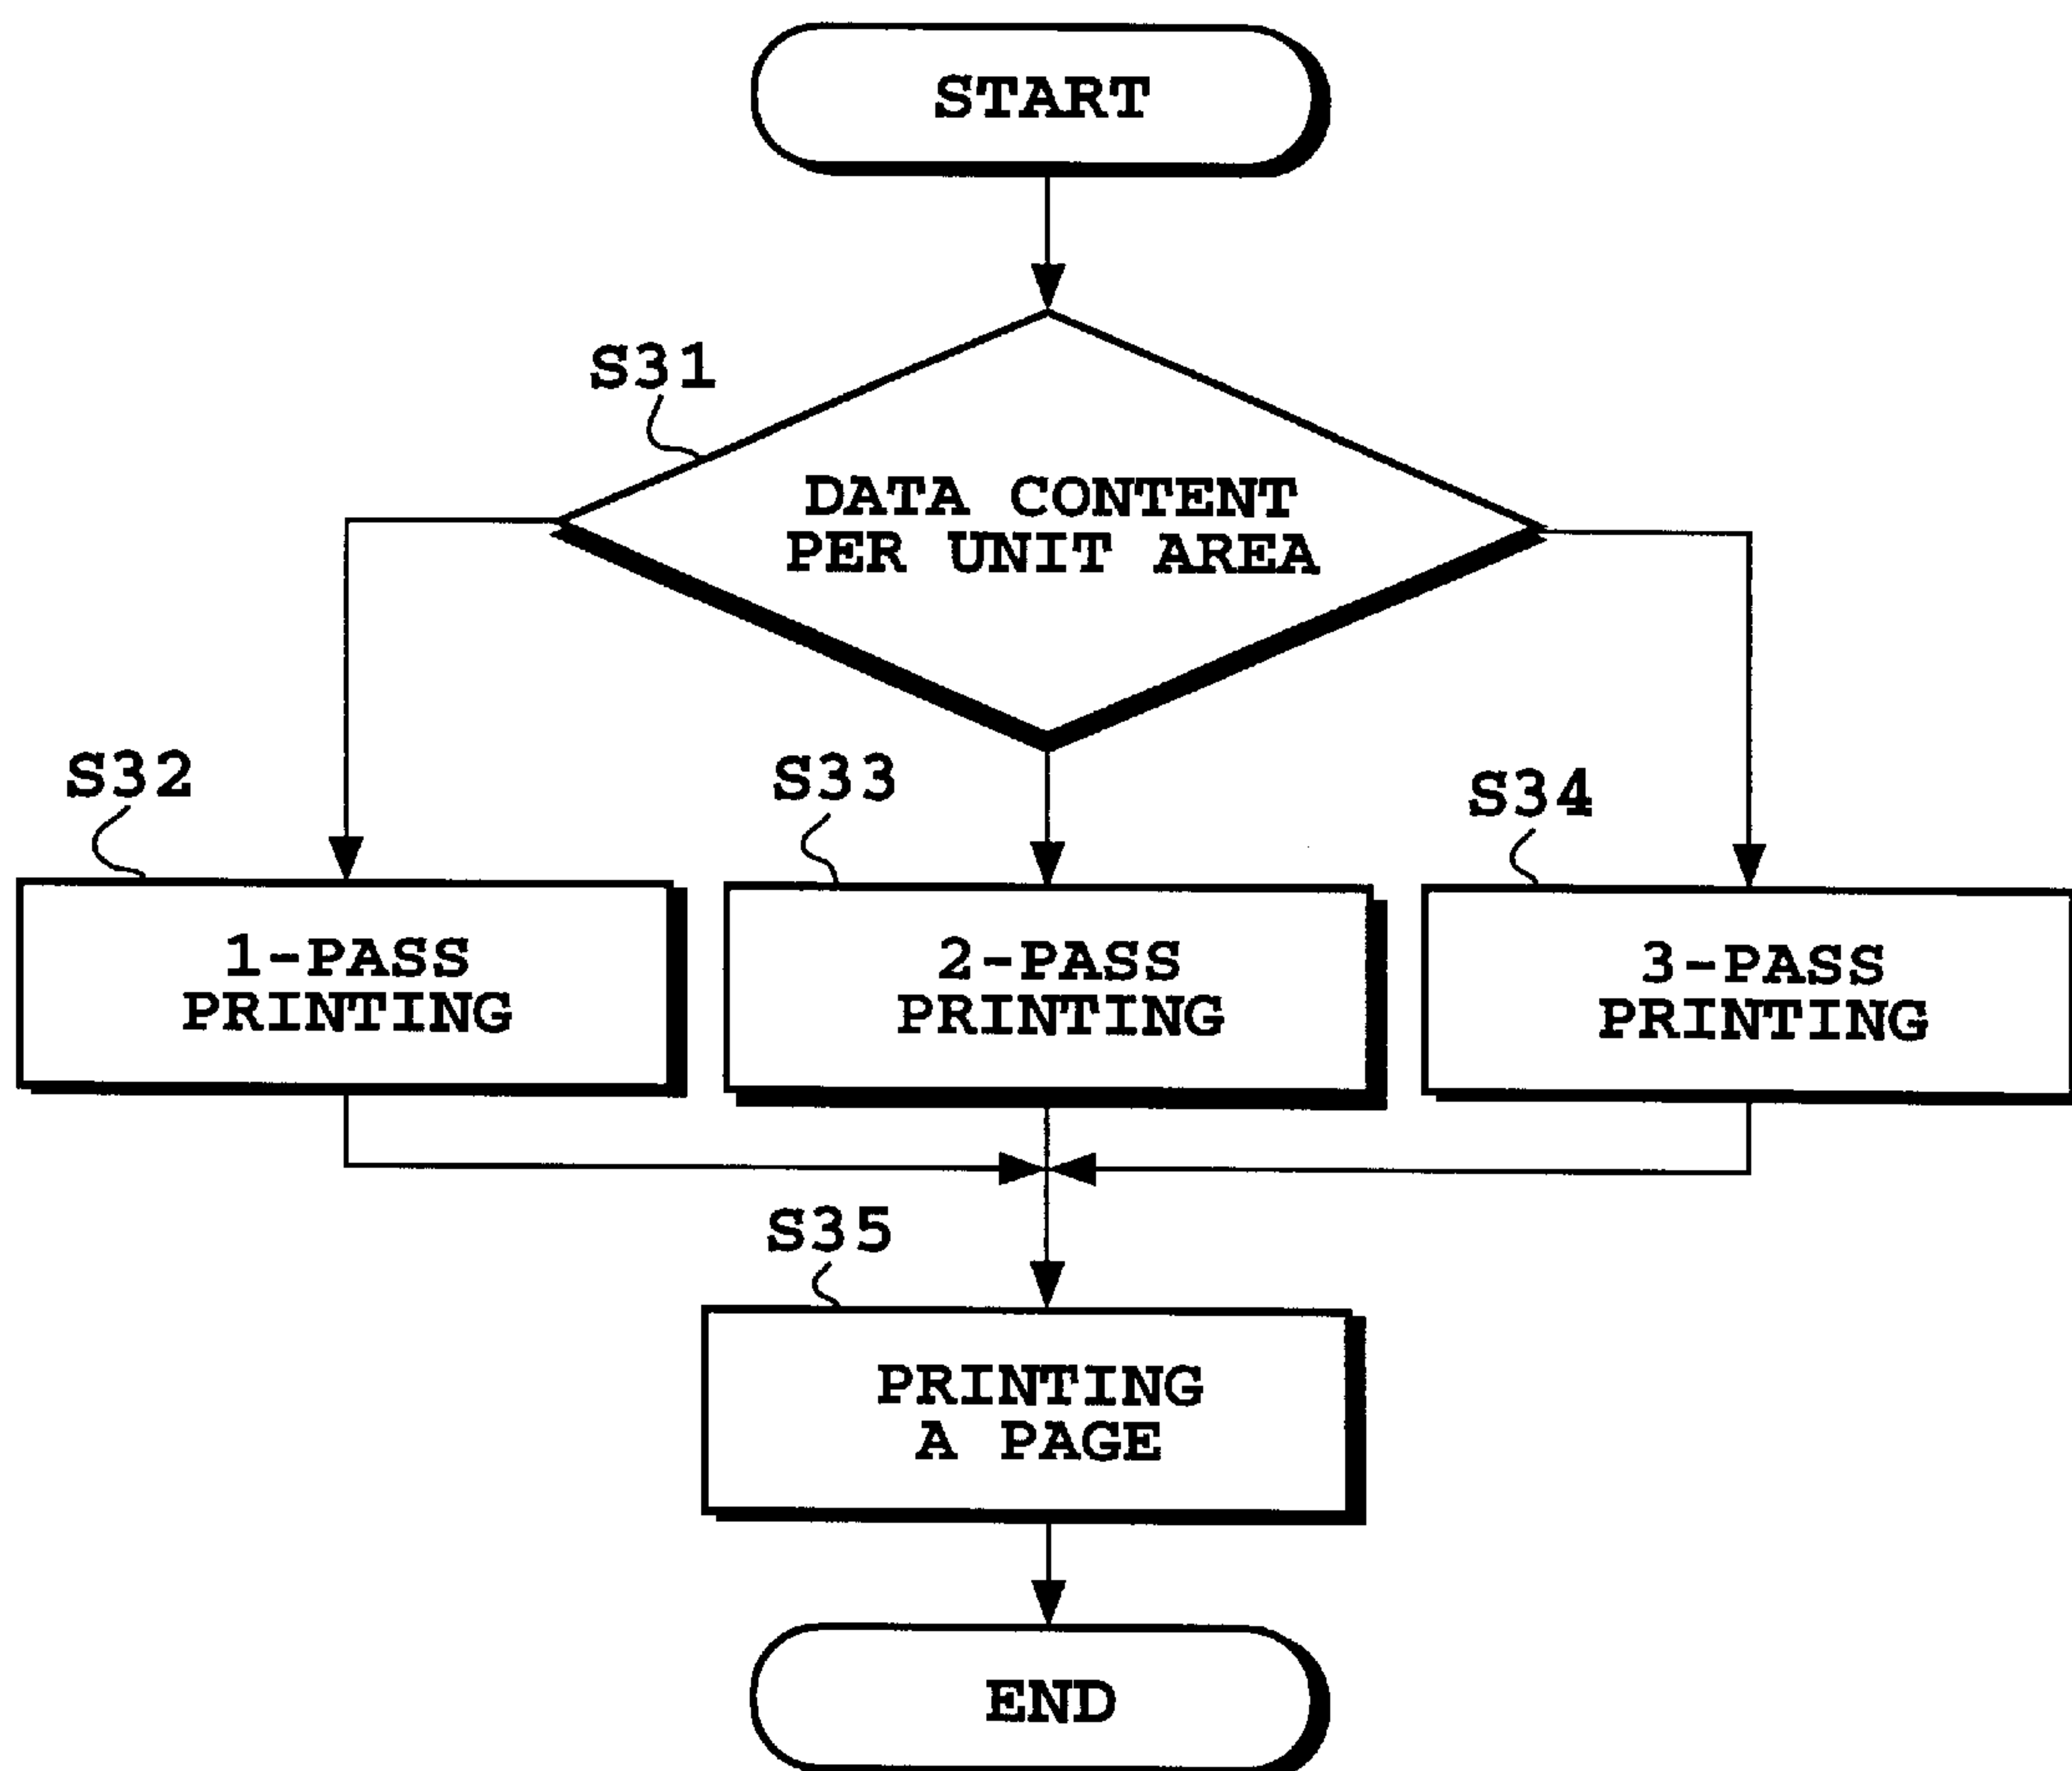 START
S31
DATA CONTENT
PER UNIT AREA
S32
1-PASS
PRINTING
S33
2-PASS
PRINTING
S34
3-PASS
PRINTING
S35
PRINTING
A PAGE
END